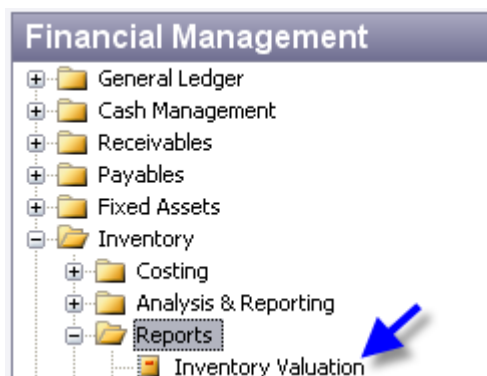 Financial Management
General Ledger
Cash Management
Receivables
Payables
Fixed Assets
Inventory
Costing
Analysis & Reporting
Reports
Inventory Valuation